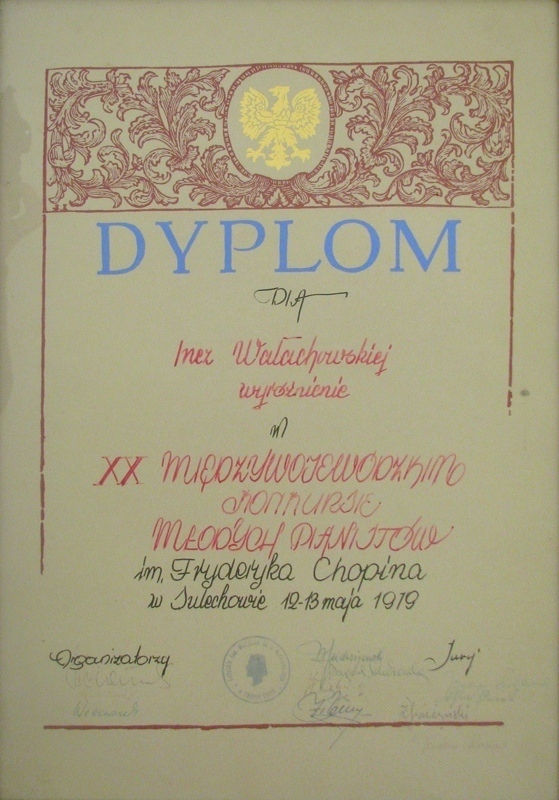 DYPLOM
DLA
Inez Wałachowskiej
wyróżnienie
w
XX MIĘDZYWOJEWÓDZKIM
KONKURSIE
MŁODYCH PIANISTÓW
im. Fryderyka Chopina
w Sulechowie 12-13 maja 1979
Organizatorzy
Jury